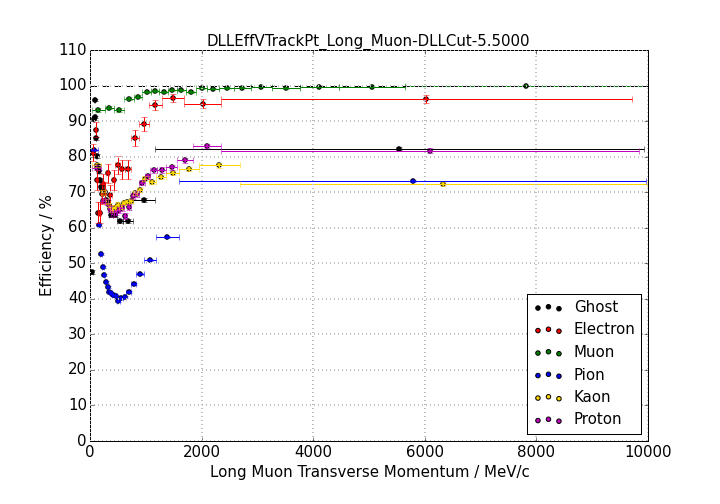 DLLEffVTrackPt_Long_Muon-DLLCut-5.5000
110
100
90
80
70
60
50
40
30
20
10
0
Efficiency / %
Ghost
Electron
Muon
Pion
Kaon
Proton
0 2000 4000 6000 8000 10000
Long Muon Transverse Momentum / MeV/c